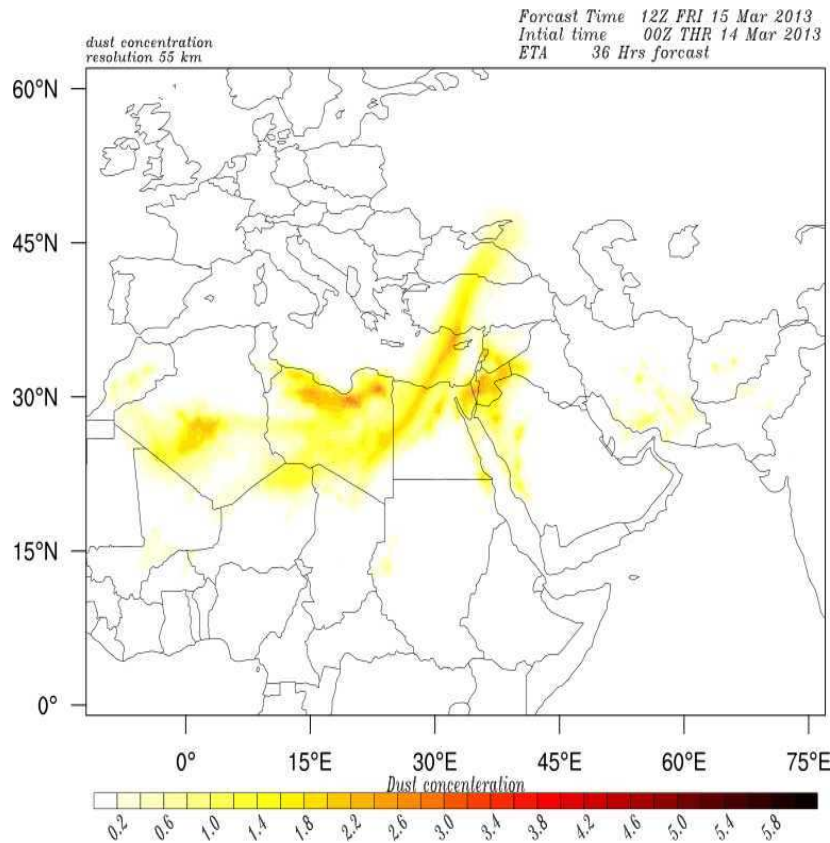 Forcast Time 12Z FRI 15 Mar 2013
Intial time 00Z THR 14 Mar 2013
ETA 36 Hrs forcast
dust concentration
resolution 55 km
60°N
45°N
30°N
15°N
0°
0° 15°E 30°E 45°E 60°E 75°E
Dust conceteration
0.2 0.6 1.0 1.4 1.8 2.2 2.6 3.0 3.4 3.8 4.2 4.6 5.0 5.4 5.8